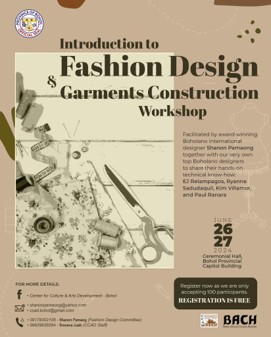 Introduction to
Fashion Design
& Garments Construction
Workshop
Facilitated by award-winning
Boholano international
designer Sharon Pamaong
together with our very own
top Boholano designers
to share their hands-on
technical know-how:
EJ Relampagos, Ryanne
Sadudaquil, Kim Villamor,
and Paul Ranara
JUNE
26
27
2024
Ceremonial Hall,
Bohol Provincial
Capitol Building
FOR MORE DETAILS:
• Center for Culture & Arts Development - Bohol
Register now as we are only
accepting 100 participants.
REGISTRATION IS FREE
BACH